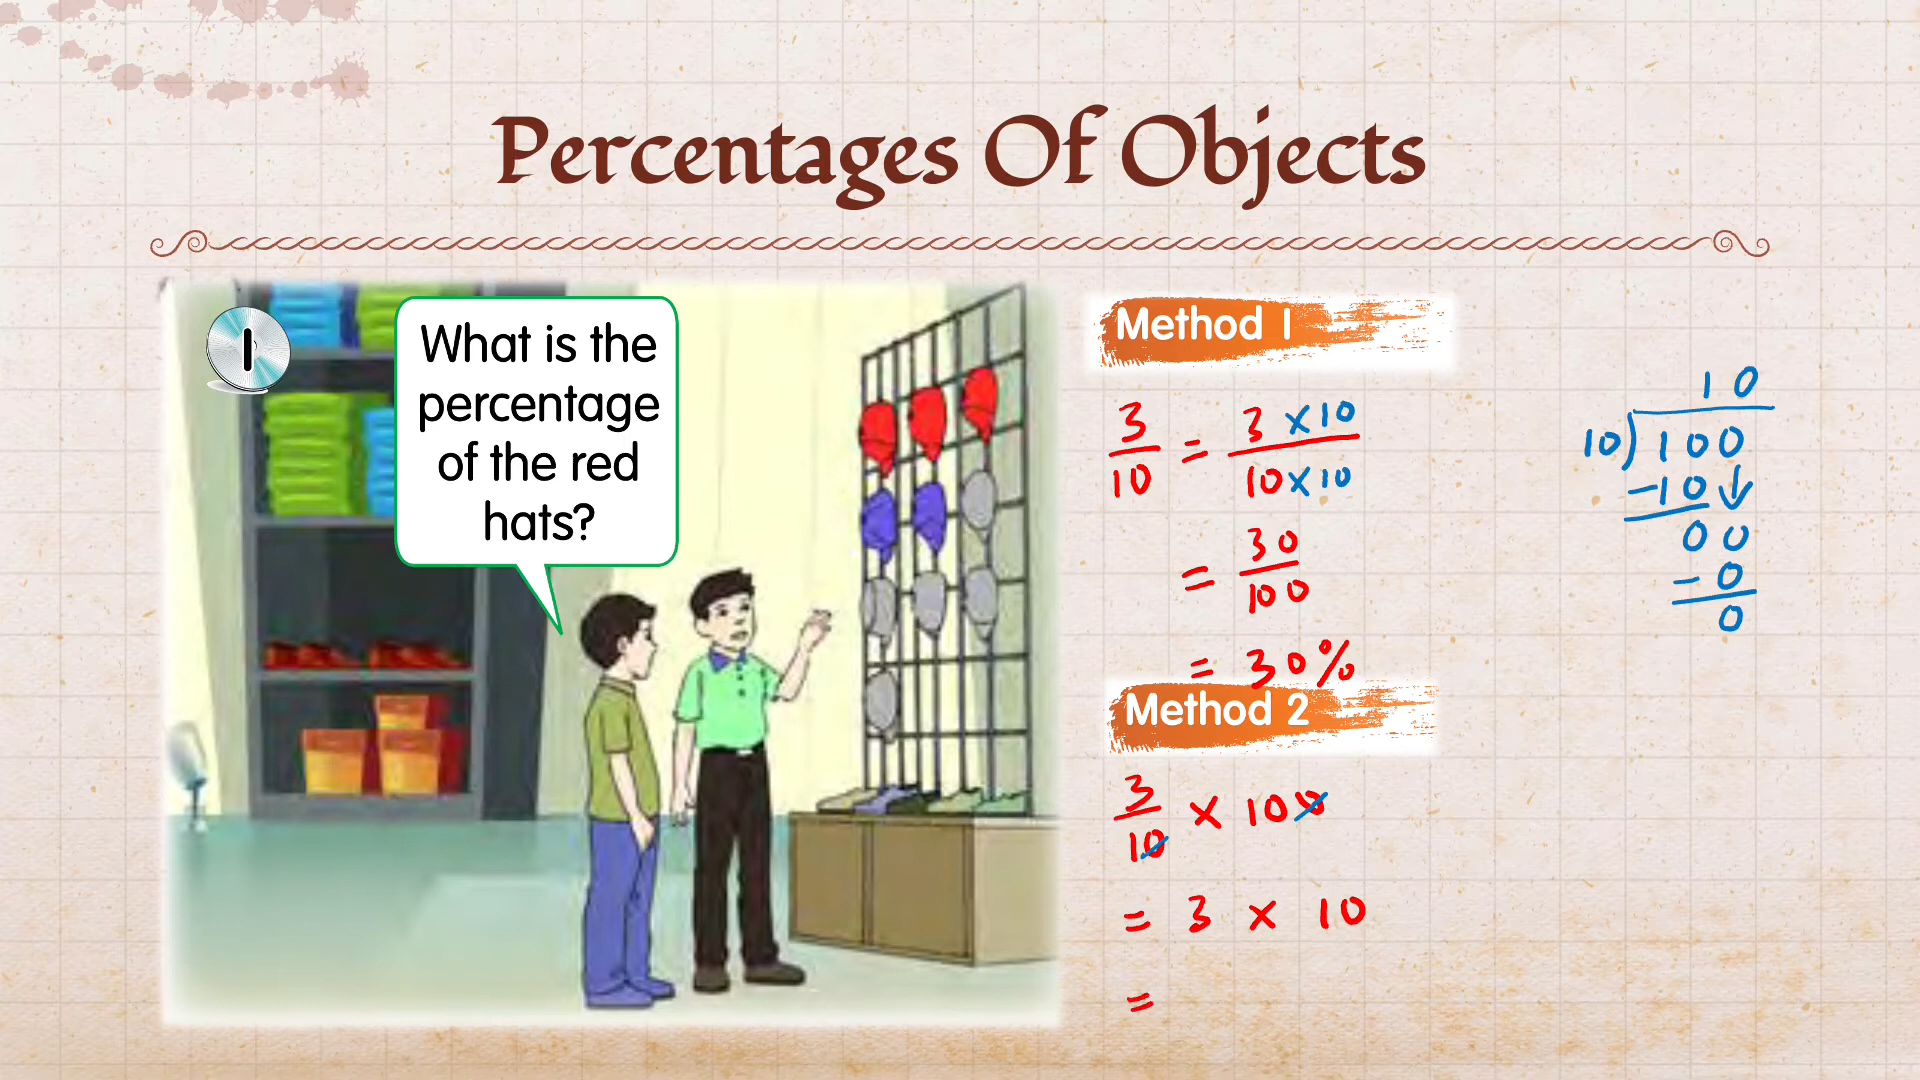 Percentages Of Objects
1
What is the
percentage
of the red
hats?
Method 1
3/10 = 3 × 10 / 10 × 10
= 30/100
= 30%
10
10)100
-10↓
00
-0
0
Method 2
3/10 × 100
= 3 × 10
=